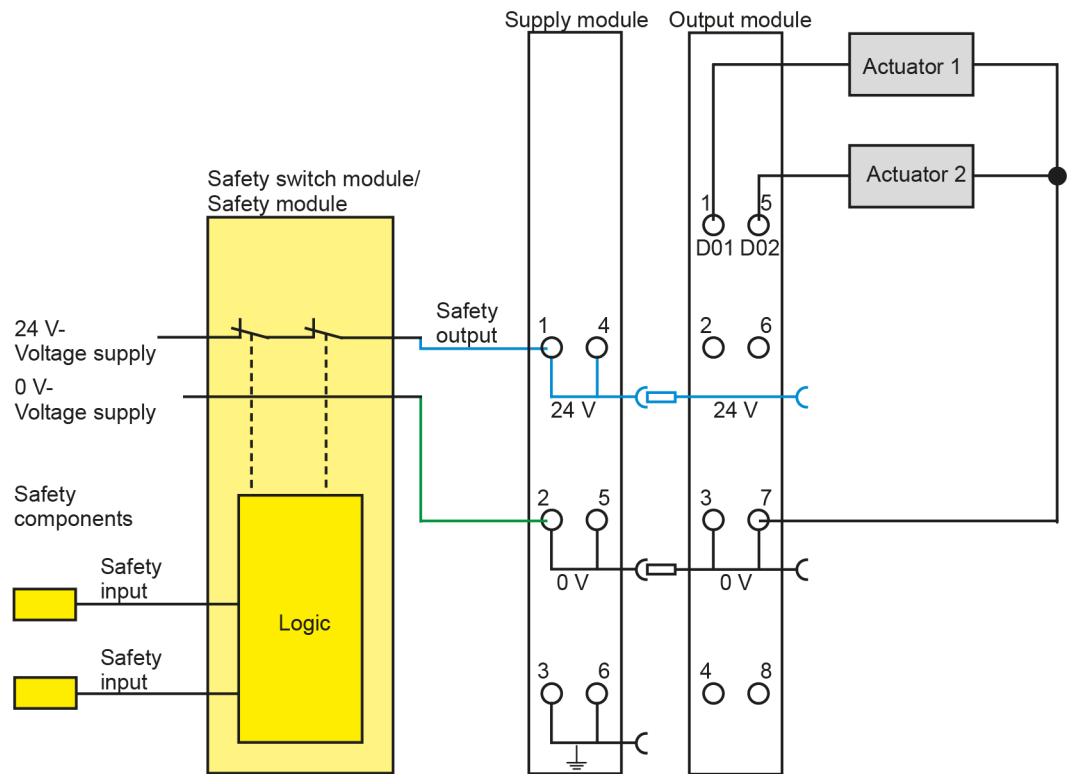 Supply module
Output module
Actuator 1
Actuator 2
Safety switch module/
Safety module
1
5
D01
D02
24 V-
Voltage supply
Safety
output
1
4
2
6
0 V-
Voltage supply
24 V
24 V
Safety
components
2
5
3
7
Safety
input
0 V
0 V
Logic
Safety
input
3
6
4
8